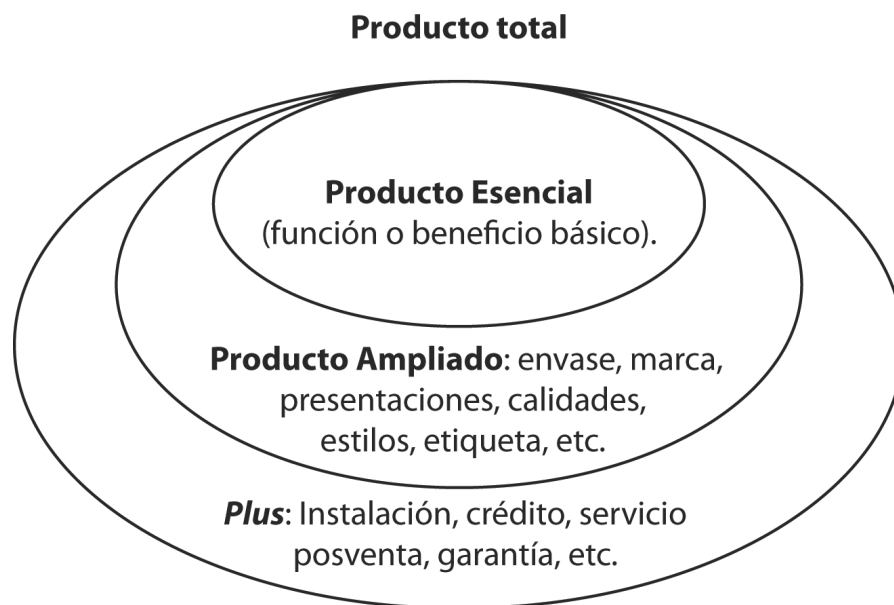 Producto total
Producto Esencial
(función o beneficio básico).
Producto Ampliado: envase, marca,
presentaciones, calidades,
estilos, etiqueta, etc.
Plus: Instalación, crédito, servicio
posventa, garantía, etc.